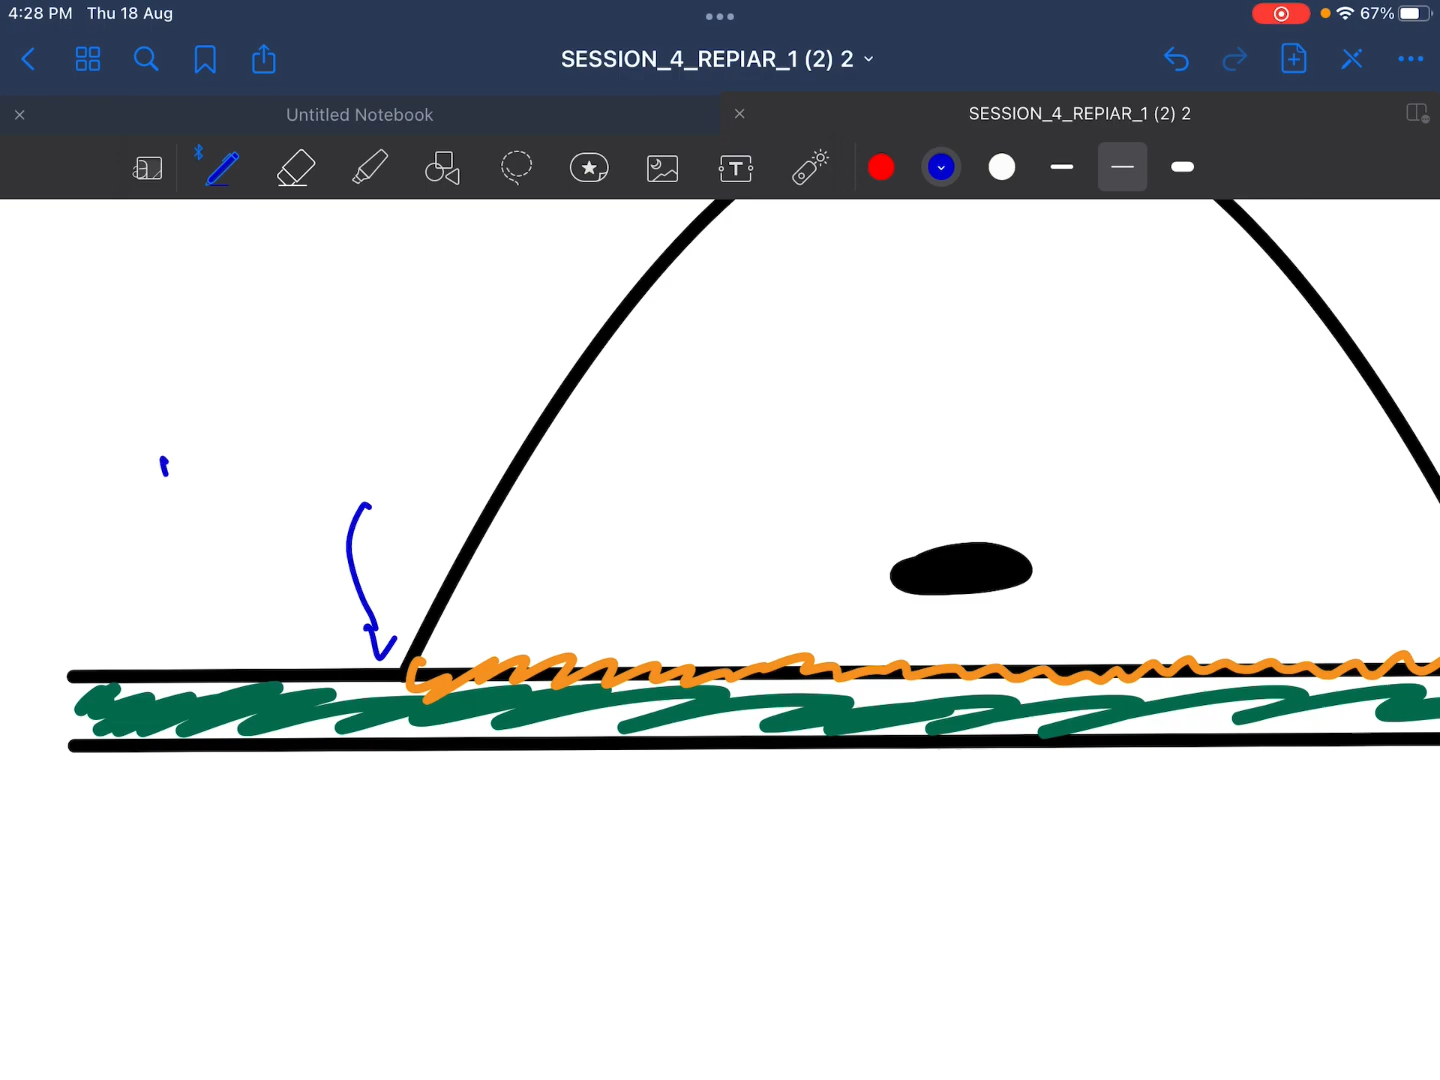 4:28 PM Thu 18 Aug
67%
SESSION_4_REPIAR_1 (2) 2
Untitled Notebook
SESSION_4_REPIAR_1 (2) 2
a
T